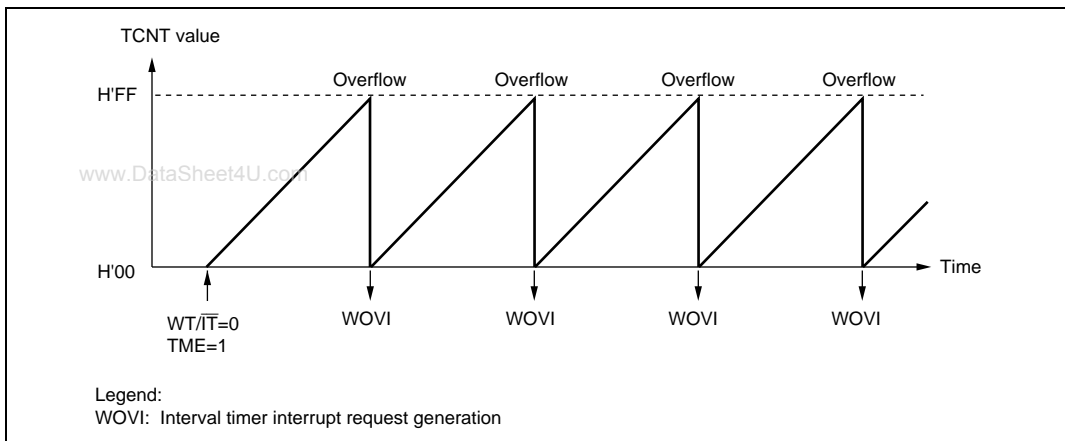 TCNT value
Overflow Overflow Overflow Overflow
H'FF
www.DataSheet4U.com
H'00
Time
WT/I̅T̅=0
TME=1
WOVI WOVI WOVI WOVI
Legend:
WOVI: Interval timer interrupt request generation